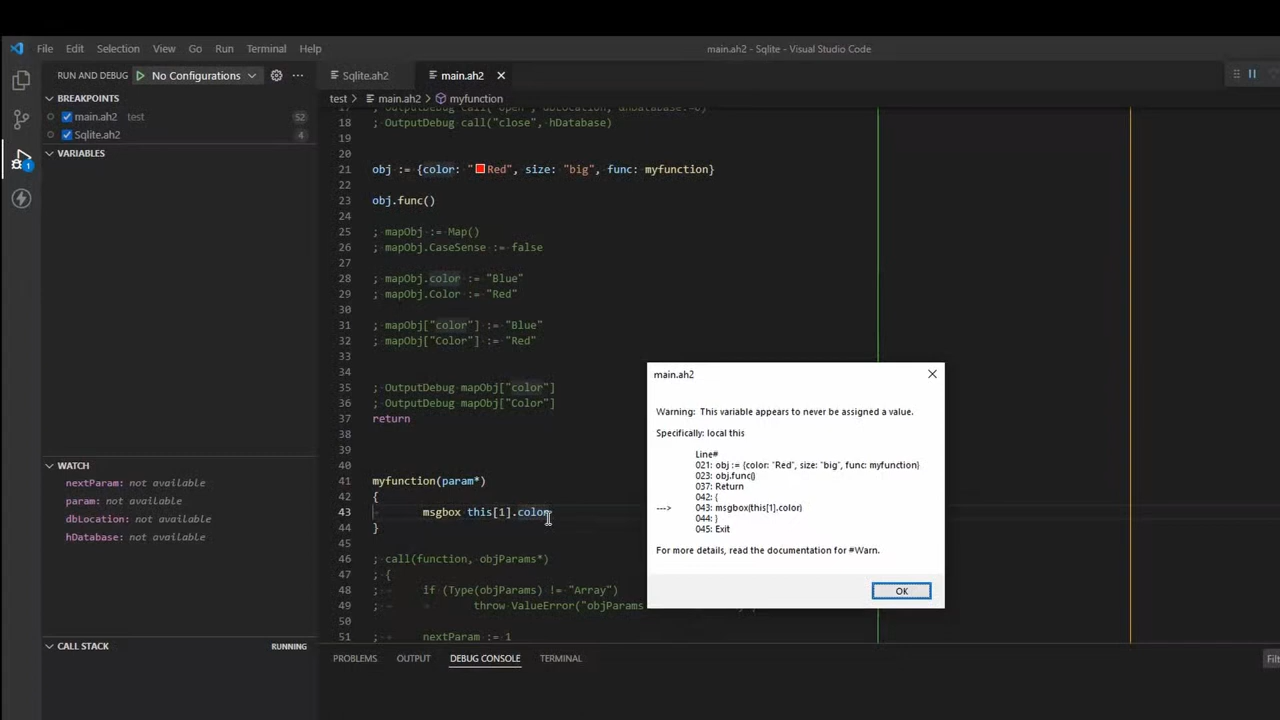 File Edit Selection View Go Run Terminal Help
main.ah2 - Sqlite - Visual Studio Code
RUN AND DEBUG No Configurations
Sqlite.ah2 main.ah2
BREAKPOINTS
main.ah2 test 52
Sqlite.ah2 4
VARIABLES
WATCH
nextParam: not available
param: not available
dbLocation: not available
hDatabase: not available
CALL STACK RUNNING
test > main.ah2 > myfunction
18 ; OutputDebug call("close", hDatabase)
19
20
21 obj := {color: "Red", size: "big", func: myfunction}
22
23 obj.func()
24
25 ; mapObj := Map()
26 ; mapObj.CaseSense := false
27
28 ; mapObj.color := "Blue"
29 ; mapObj.Color := "Red"
30
31 ; mapObj["color"] := "Blue"
32 ; mapObj["Color"] := "Red"
33
34
35 ; OutputDebug mapObj["color"]
36 ; OutputDebug mapObj["Color"]
37 return
38
39
40
41 myfunction(param*)
42 {
43 msgbox this[1].color
44 }
45
46 ; call(function, objParams*)
47 ; {
48 ; if (Type(objParams) != "Array")
49 ; throw ValueError("objParams
50
51 ; nextParam := 1
main.ah2
Warning: This variable appears to never be assigned a value.
Specifically: local this
Line#
021: obj := {color: "Red", size: "big", func: myfunction}
023: obj.func()
037: Return
042: {
---> 043: msgbox(this[1].color)
044: }
045: Exit
For more details, read the documentation for #Warn.
OK
PROBLEMS OUTPUT DEBUG CONSOLE TERMINAL
Filt
1